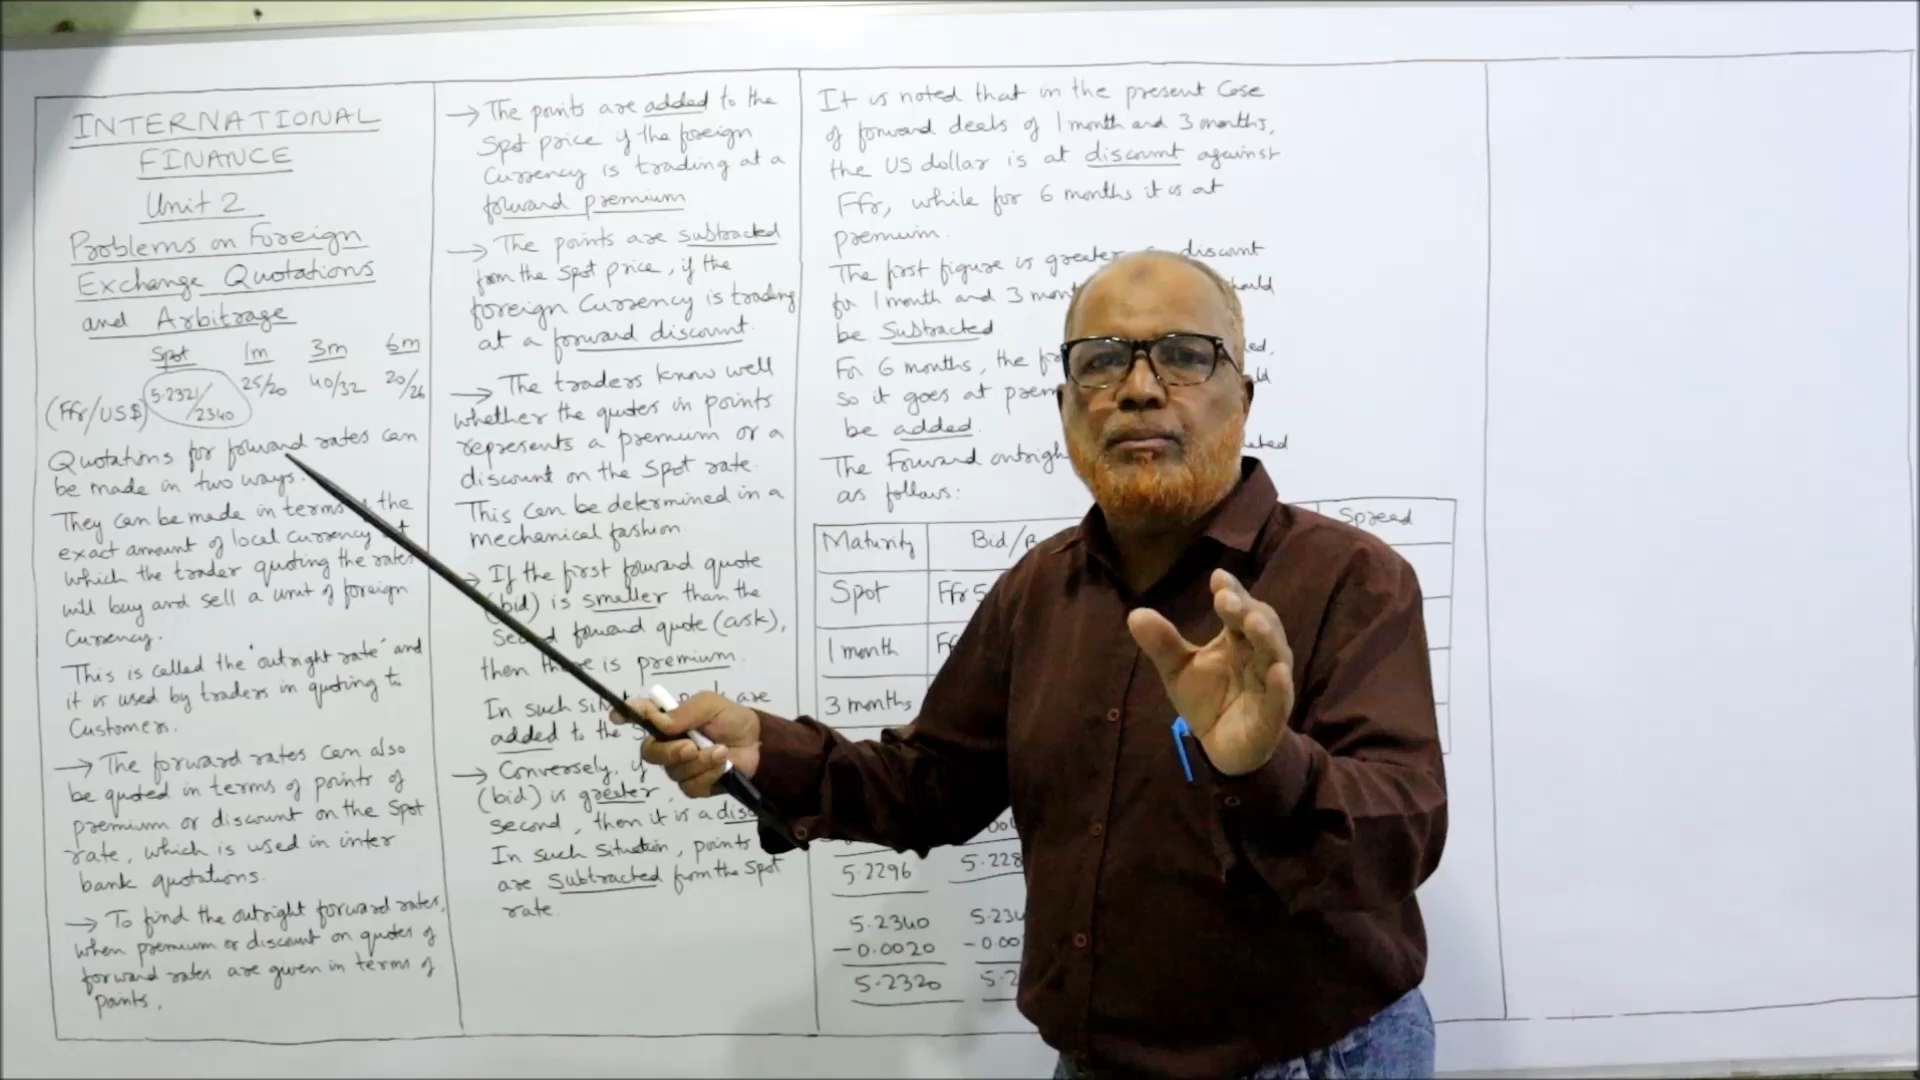 INTERNATIONAL
FINANCE
Unit 2
Problems on Foreign
Exchange Quotations
and Arbitrage
Spot 1m 3m 6m
(Ffr/US$) 5.2321/2340 25/20 40/32 20/26
Quotations for forward rates can
be made in two ways.
They can be made in terms the
exact amount of local currency at
which the trader quoting the rates
will buy and sell a unit of foreign
Currency.
This is called the "outright rate" and
it is used by traders in quoting to
Customers.
→ The forward rates can also
be quoted in terms of points of
premium or discount on the Spot
rate, which is used in inter
bank quotations.
→ To find the outright forward rates,
when premium or discount on quotes of
forward rates are given in terms of
points,
→ The points are added to the
Spot price if the foreign
Currency is trading at a
forward premium
→ The points are subtracted
from the spot price, if the
foreign Currency is trading
at a forward discount.
→ The traders know well
whether the quotes in points
represents a premium or a
discount on the Spot rate.
This can be determined in a
mechanical fashion.
If the first forward quote
(bid) is smaller than the
Second forward quote (ask),
then is premium.
In such are
added to the
→ Conversely, if
(bid) is greater
second, then it is a
In such situation, points
are subtracted from the spot
rate.
It is noted that in the present Case
of forward deals of 1 month and 3 months,
the US dollar is at discount against
Ffr, while for 6 months it is at
premium.
The first figure is greater discount
for 1 month and 3
be Subtracted
For 6 months, the
so it goes at
be added.
The Forward
as follows:
Maturity Bid/ Spread
Spot Ffr 5
1 month
3 months
5.2296
5.2340
-0.0020
5.2320